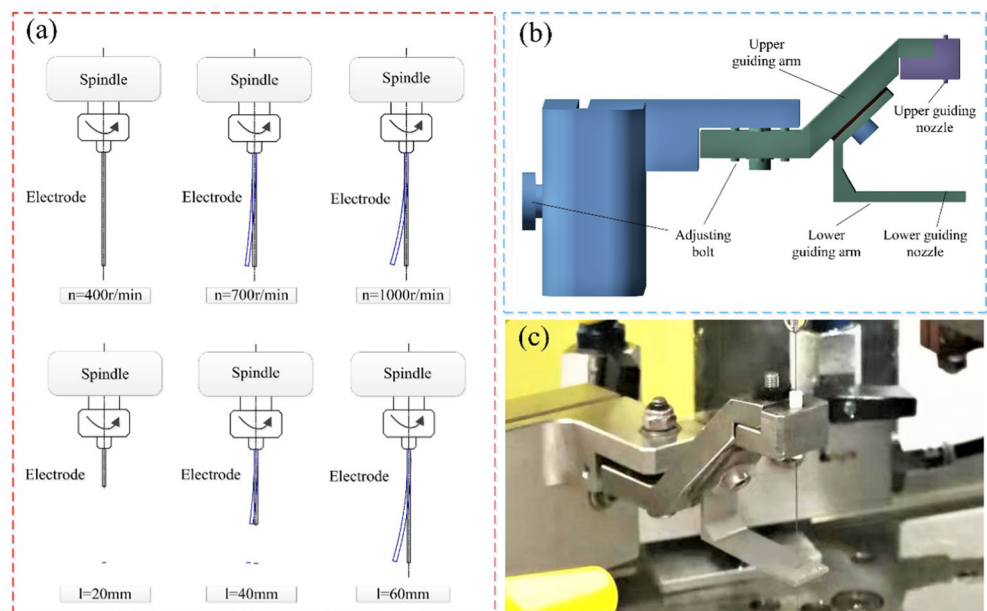 (a)
Spindle
Spindle
Spindle
Electrode
Electrode
Electrode
n=400r/min
n=700r/min
n=1000r/min
Spindle
Spindle
Spindle
Electrode
Electrode
Electrode
l=20mm
l=40mm
l=60mm
(b)
Upper
guiding arm
Upper guiding
nozzle
Adjusting
bolt
Lower
guiding arm
Lower guiding
nozzle
(c)